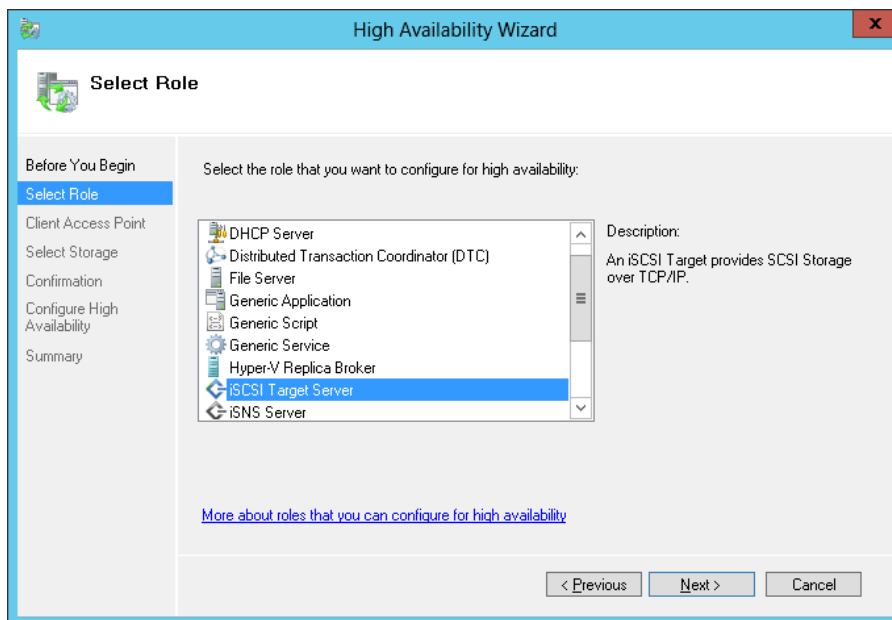 High Availability Wizard
x
Select Role
Before You Begin
Select Role
Client Access Point
Select Storage
Confirmation
Configure High
Availability
Summary
Select the role that you want to configure for high availability:
DHCP Server
Distributed Transaction Coordinator (DTC)
File Server
Generic Application
Generic Script
Generic Service
Hyper-V Replica Broker
iSCSI Target Server
iSNS Server
Description:
An iSCSI Target provides SCSI Storage
over TCP/IP.
More about roles that you can configure for high availability
< Previous
Next >
Cancel